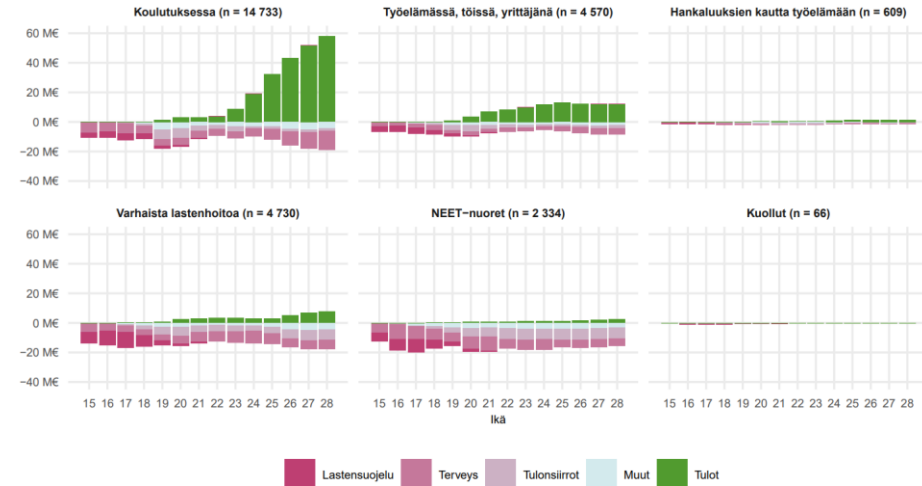 Koulutuksessa (n = 14 733)
Työelämässä, töissä, yrittäjänä (n = 4 570)
Hankaluuksien kautta työelämään (n = 609)
60 M€
40 M€
20 M€
0 M€
−20 M€
−40 M€
Varhaista lastenhoitoa (n = 4 730)
NEET−nuoret (n = 2 334)
Kuollut (n = 66)
60 M€
40 M€
20 M€
0 M€
−20 M€
−40 M€
15 16 17 18 19 20 21 22 23 24 25 26 27 28
15 16 17 18 19 20 21 22 23 24 25 26 27 28
15 16 17 18 19 20 21 22 23 24 25 26 27 28
Ikä
Lastensuojelu Terveys Tulonsiirrot Muut Tulot